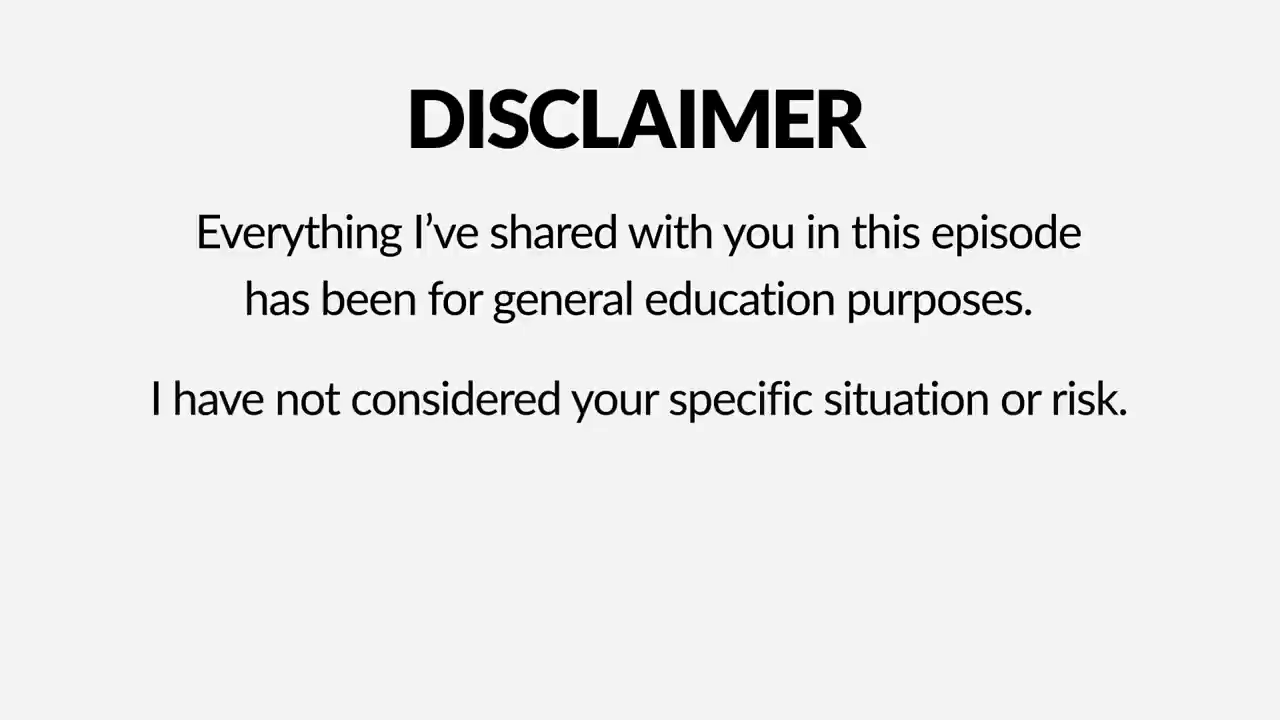 DISCLAIMER
Everything I’ve shared with you in this episode
has been for general education purposes.
I have not considered your specific situation or risk.